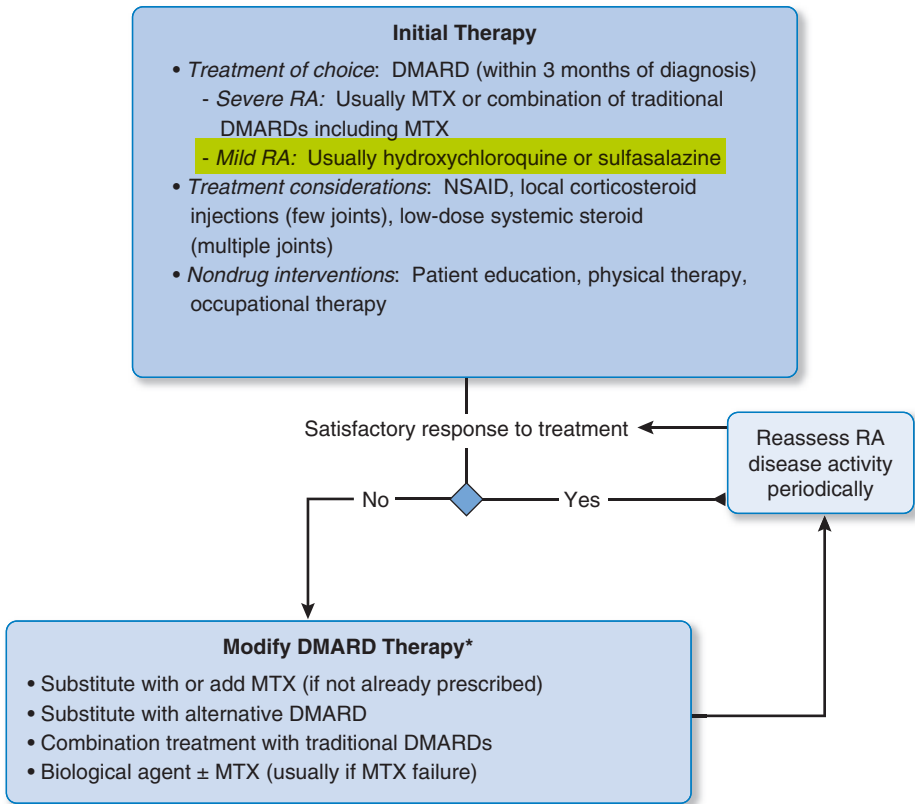 Initial Therapy
• Treatment of choice: DMARD (within 3 months of diagnosis)
- Severe RA: Usually MTX or combination of traditional
DMARDs including MTX
- Mild RA: Usually hydroxychloroquine or sulfasalazine
• Treatment considerations: NSAID, local corticosteroid
injections (few joints), low-dose systemic steroid
(multiple joints)
• Nondrug interventions: Patient education, physical therapy,
occupational therapy
Satisfactory response to treatment
Reassess RA
disease activity
periodically
No
Yes
Modify DMARD Therapy*
• Substitute with or add MTX (if not already prescribed)
• Substitute with alternative DMARD
• Combination treatment with traditional DMARDs
• Biological agent ± MTX (usually if MTX failure)